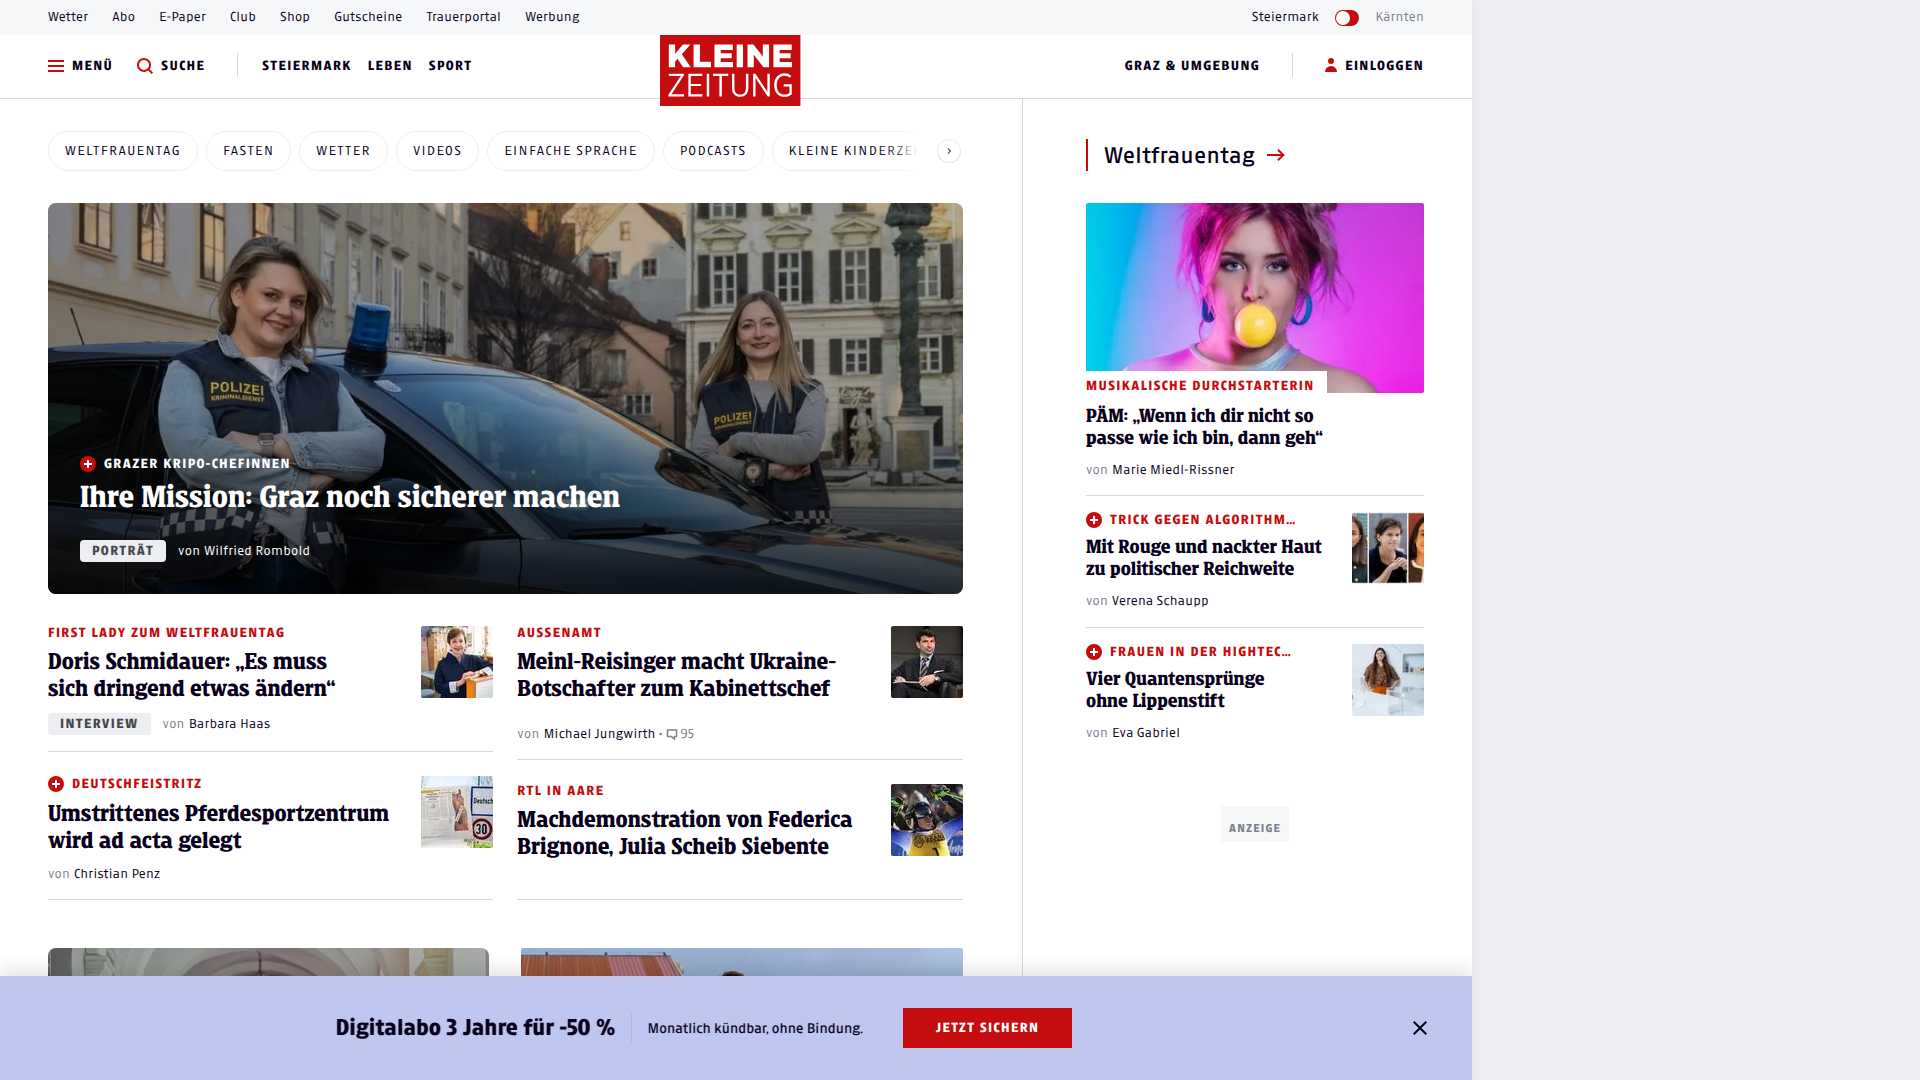 Wetter Abo E-Paper Club Shop Gutscheine Trauerportal Werbung Steiermark Kärnten
MENÜ SUCHE STEIERMARK LEBEN SPORT KLEINE ZEITUNG GRAZ & UMGEBUNG EINLOGGEN
WELTFRAUENTAG FASTEN WETTER VIDEOS EINFACHE SPRACHE PODCASTS KLEINE KINDERZE
POLIZEI
KRIMINALDIENST
POLIZEI
GRAZER KRIPO-CHEFINNEN
Ihre Mission: Graz noch sicherer machen
PORTRÄT von Wilfried Rombold
FIRST LADY ZUM WELTFRAUENTAG
Doris Schmidauer: „Es muss
sich dringend etwas ändern“
INTERVIEW von Barbara Haas
DEUTSCHFEISTRITZ
Umstrittenes Pferdesportzentrum
wird ad acta gelegt
von Christian Penz
30
AUSSENAMT
Meinl-Reisinger macht Ukraine-
Botschafter zum Kabinettschef
von Michael Jungwirth • 95
RTL IN AARE
Machdemonstration von Federica
Brignone, Julia Scheib Siebente
Weltfrauentag
MUSIKALISCHE DURCHSTARTERIN
PÄM: „Wenn ich dir nicht so
passe wie ich bin, dann geh“
von Marie Miedl-Rissner
TRICK GEGEN ALGORITHM…
Mit Rouge und nackter Haut
zu politischer Reichweite
von Verena Schaupp
FRAUEN IN DER HIGHTEC…
Vier Quantensprünge
ohne Lippenstift
von Eva Gabriel
ANZEIGE
Digitalabo 3 Jahre für -50 % Monatlich kündbar, ohne Bindung. JETZT SICHERN